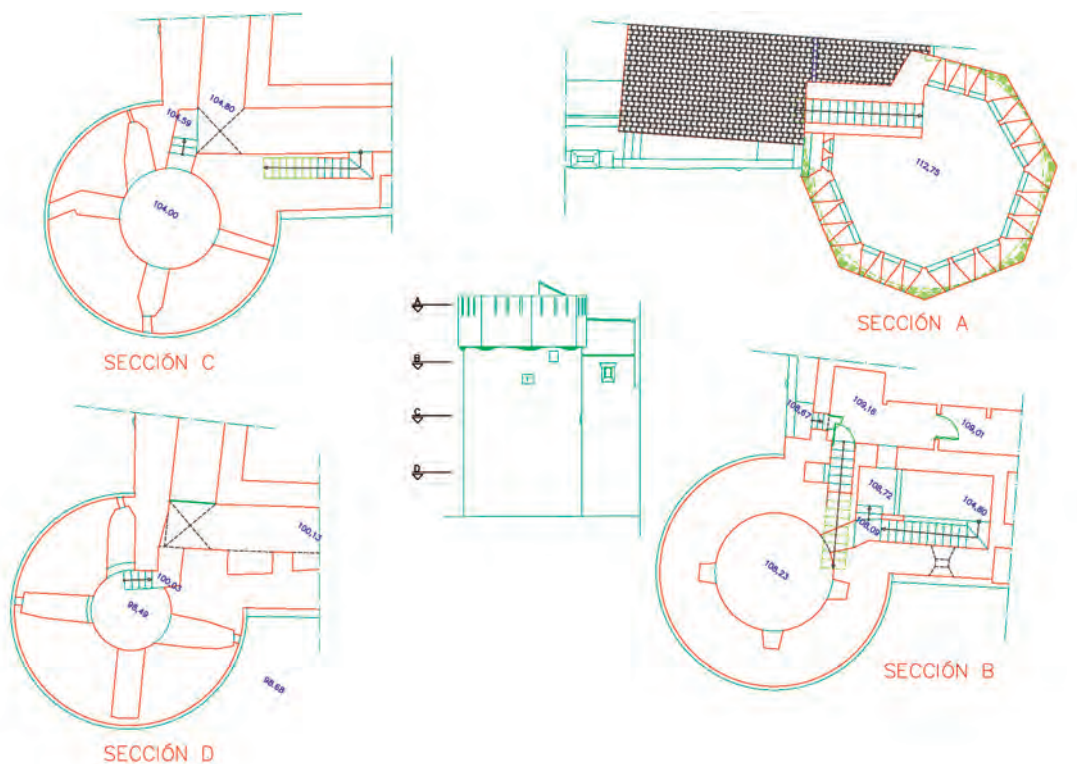 104,80
104,59
104,00
SECCIÓN C
112,75
SECCIÓN A
A
B
C
D
109,16
108,67
109,01
108,72
104,80
108,09
108,23
SECCIÓN B
100,13
100,03
98,49
98,68
SECCIÓN D